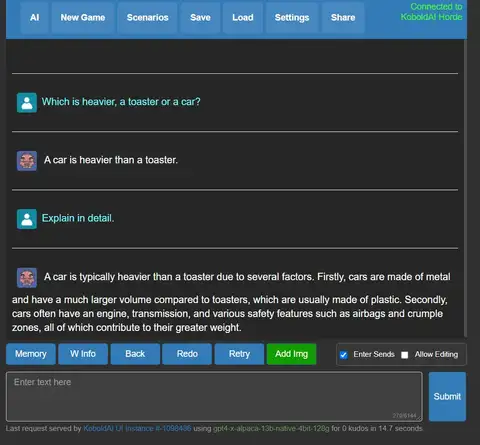 AI New Game Scenarios Save Load Settings Share
Connected to
KoboldAI Horde
Which is heavier, a toaster or a car?
A car is heavier than a toaster.
Explain in detail.
A car is typically heavier than a toaster due to several factors. Firstly, cars are made of metal
and have a much larger volume compared to toasters, which are usually made of plastic. Secondly,
cars often have an engine, transmission, and various safety features such as airbags and crumple
zones, all of which contribute to their greater weight.
Memory W Info Back Redo Retry Add Img Enter Sends Allow Editing
Enter text here
Submit
Last request served by KoboldAI UI Instance using gpt4-x-alpaca-13b-native-4bit-128g for 0 kudos in 14.7 seconds.